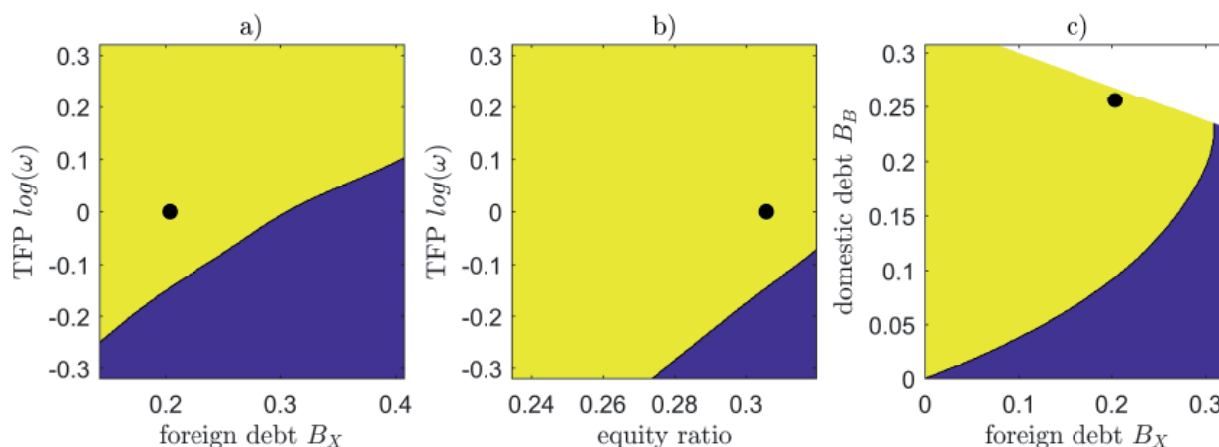 a)
0.3
0.2
0.1
0
-0.1
-0.2
-0.3
TFP log(ω)
0.2 0.3 0.4
foreign debt B_X
b)
0.3
0.2
0.1
0
-0.1
-0.2
-0.3
TFP log(ω)
0.24 0.26 0.28 0.3
equity ratio
c)
0.3
0.25
0.2
0.15
0.1
0.05
0
domestic debt B_B
0 0.1 0.2 0.3
foreign debt B_X